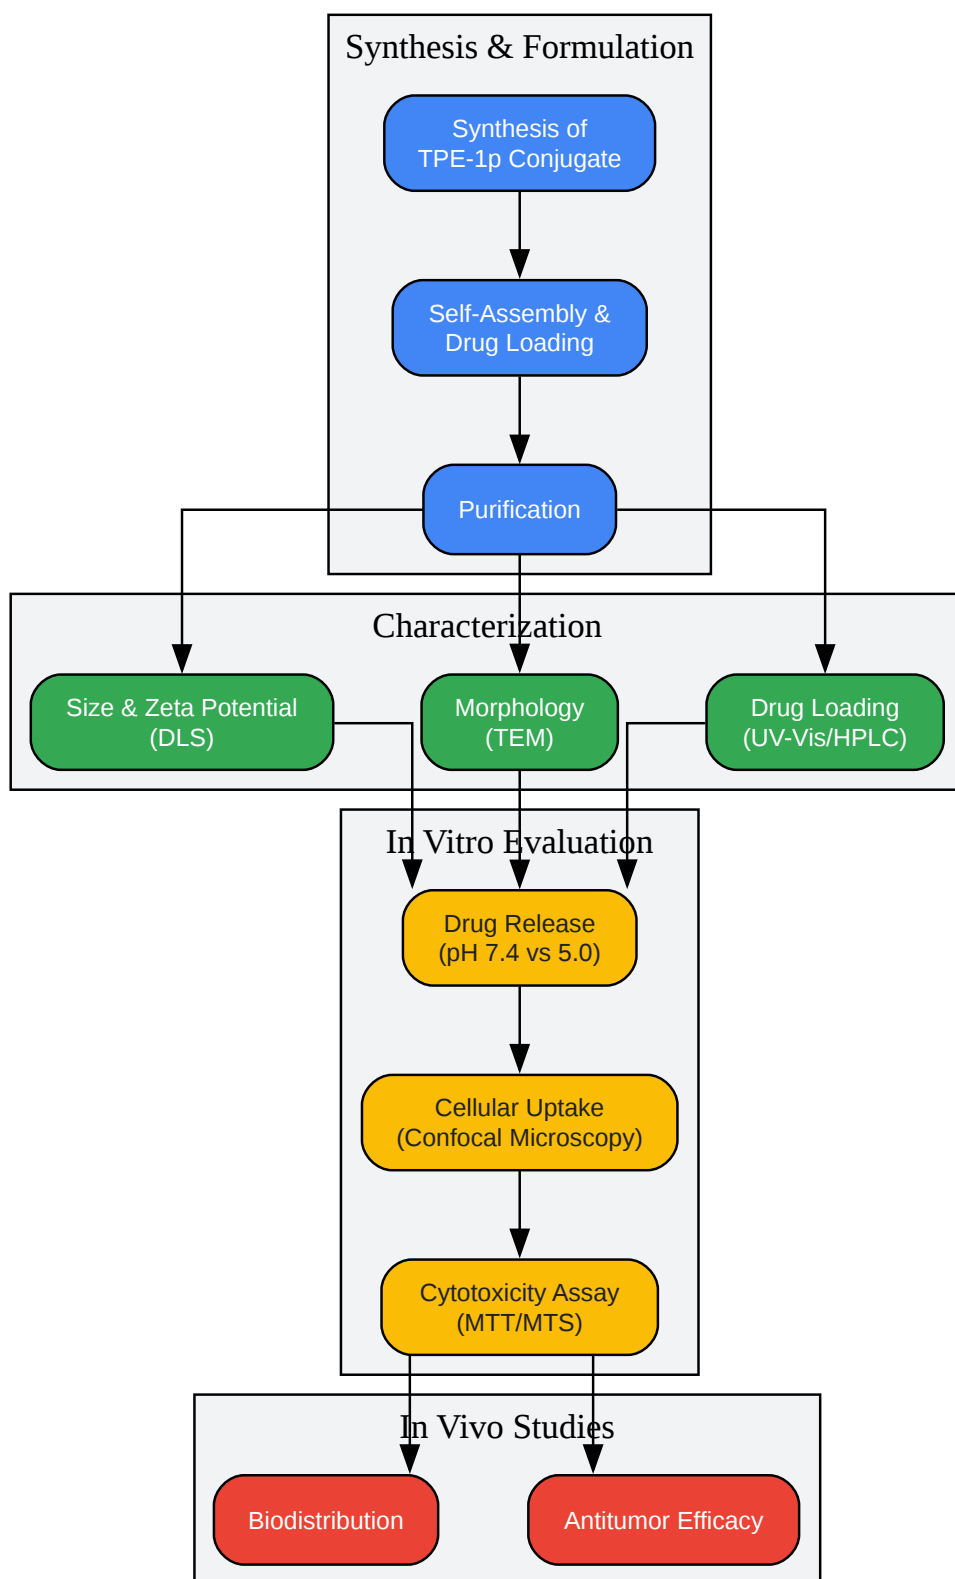 Synthesis & Formulation
Synthesis of
TPE-1p Conjugate
Self-Assembly &
Drug Loading
Purification
Characterization
Size & Zeta Potential
(DLS)
Morphology
(TEM)
Drug Loading
(UV-Vis/HPLC)
In Vitro Evaluation
Drug Release
(pH 7.4 vs 5.0)
Cellular Uptake
(Confocal Microscopy)
Cytotoxicity Assay
(MTT/MTS)
In Vivo Studies
Biodistribution
Antitumor Efficacy